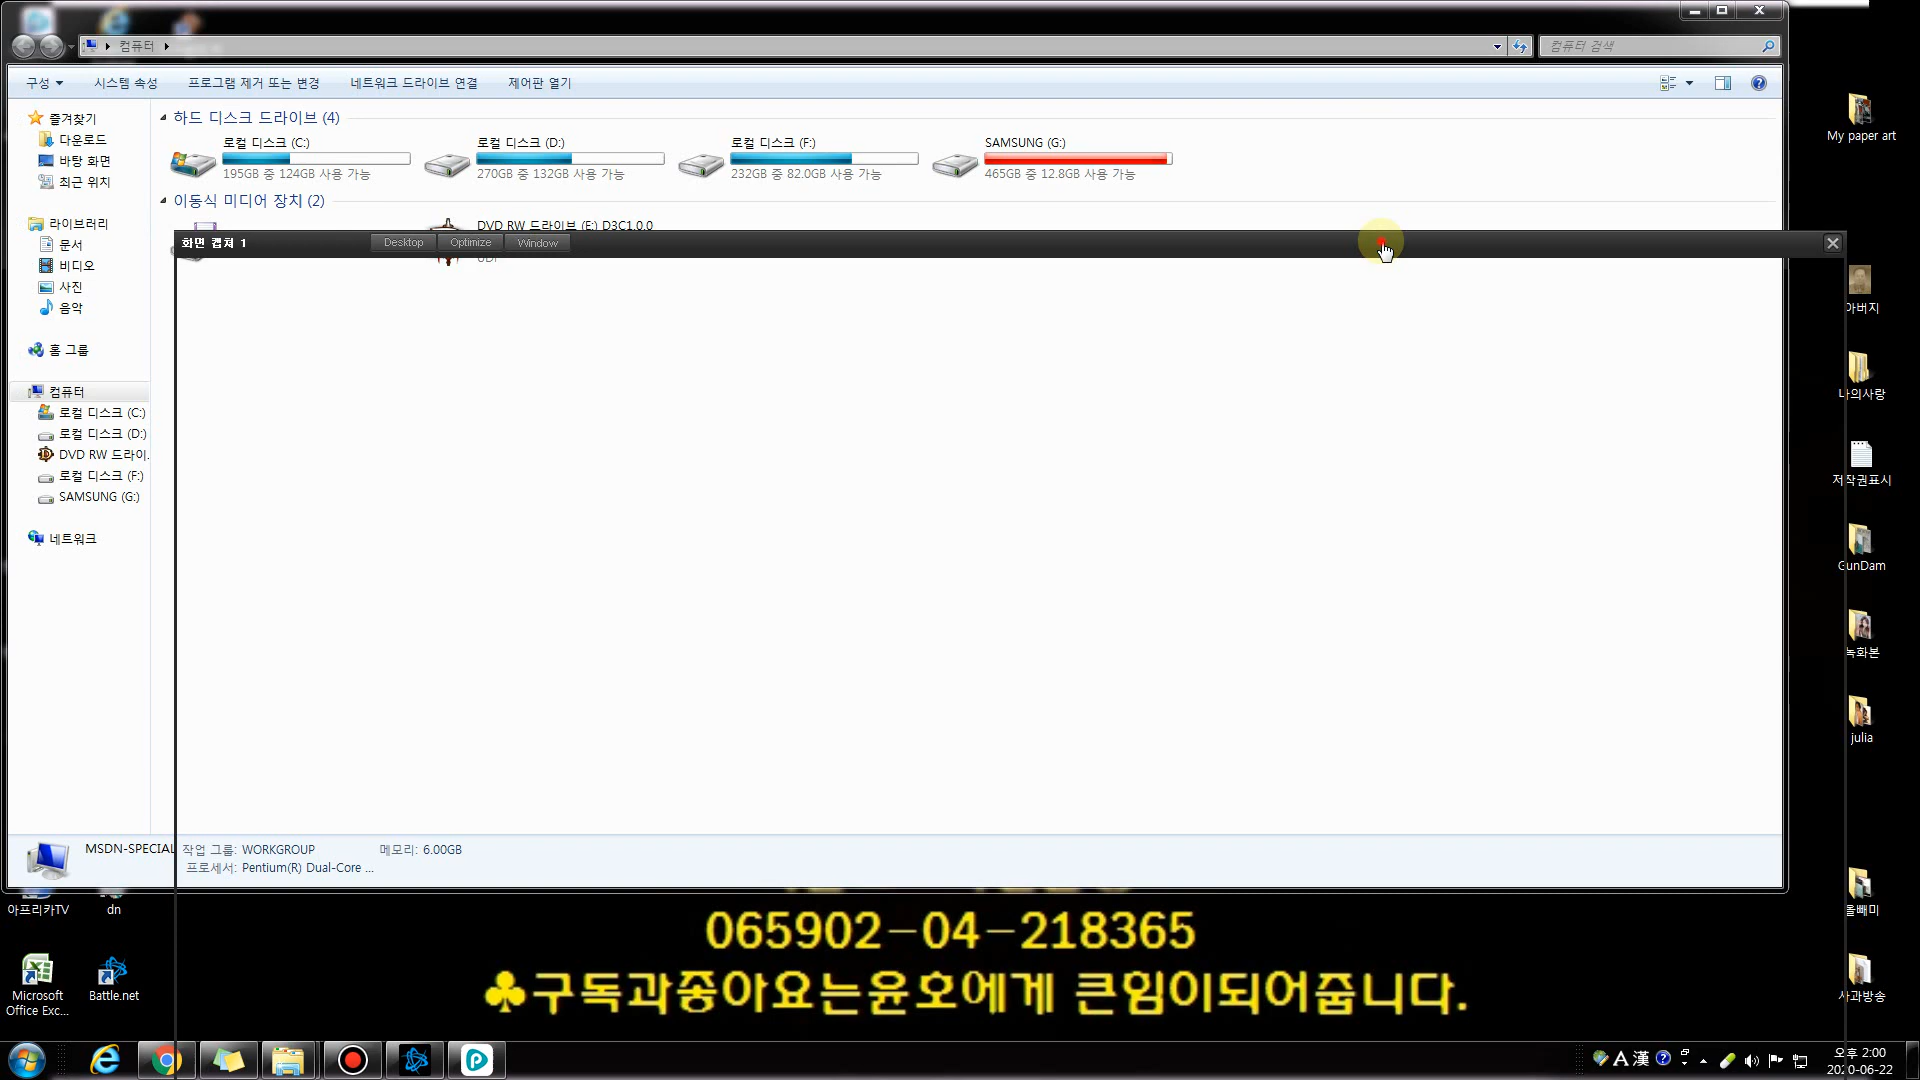 컴퓨터
컴퓨터 검색
구성
시스템 속성
프로그램 제거 또는 변경
네트워크 드라이브 연결
제어판 열기
즐겨찾기
다운로드
바탕 화면
최근 위치
라이브러리
문서
비디오
사진
음악
홈 그룹
컴퓨터
로컬 디스크 (C:)
로컬 디스크 (D:)
DVD RW 드라이.
로컬 디스크 (F:)
SAMSUNG (G:)
네트워크
하드 디스크 드라이브 (4)
로컬 디스크 (C:)
195GB 중 124GB 사용 가능
로컬 디스크 (D:)
270GB 중 132GB 사용 가능
로컬 디스크 (F:)
232GB 중 82.0GB 사용 가능
SAMSUNG (G:)
465GB 중 12.8GB 사용 가능
이동식 미디어 장치 (2)
DVD RW 드라이브 (E:) D3C1.0.0
화면 캡쳐 1
Desktop
Optimize
Window
MSDN-SPECIAL
작업 그룹: WORKGROUP
메모리: 6.00GB
프로세서: Pentium(R) Dual-Core ...
My paper art
아버지
나의사랑
저작권표시
GunDam
녹화본
julia
올빼미
사과방송
아프리카TV
dn
Microsoft
Office Exc...
Battle.net
065902-04-218365
♣구독과좋아요는윤호에게 큰임이되어줍니다.
A 漢
오후 2:00
2020-06-22